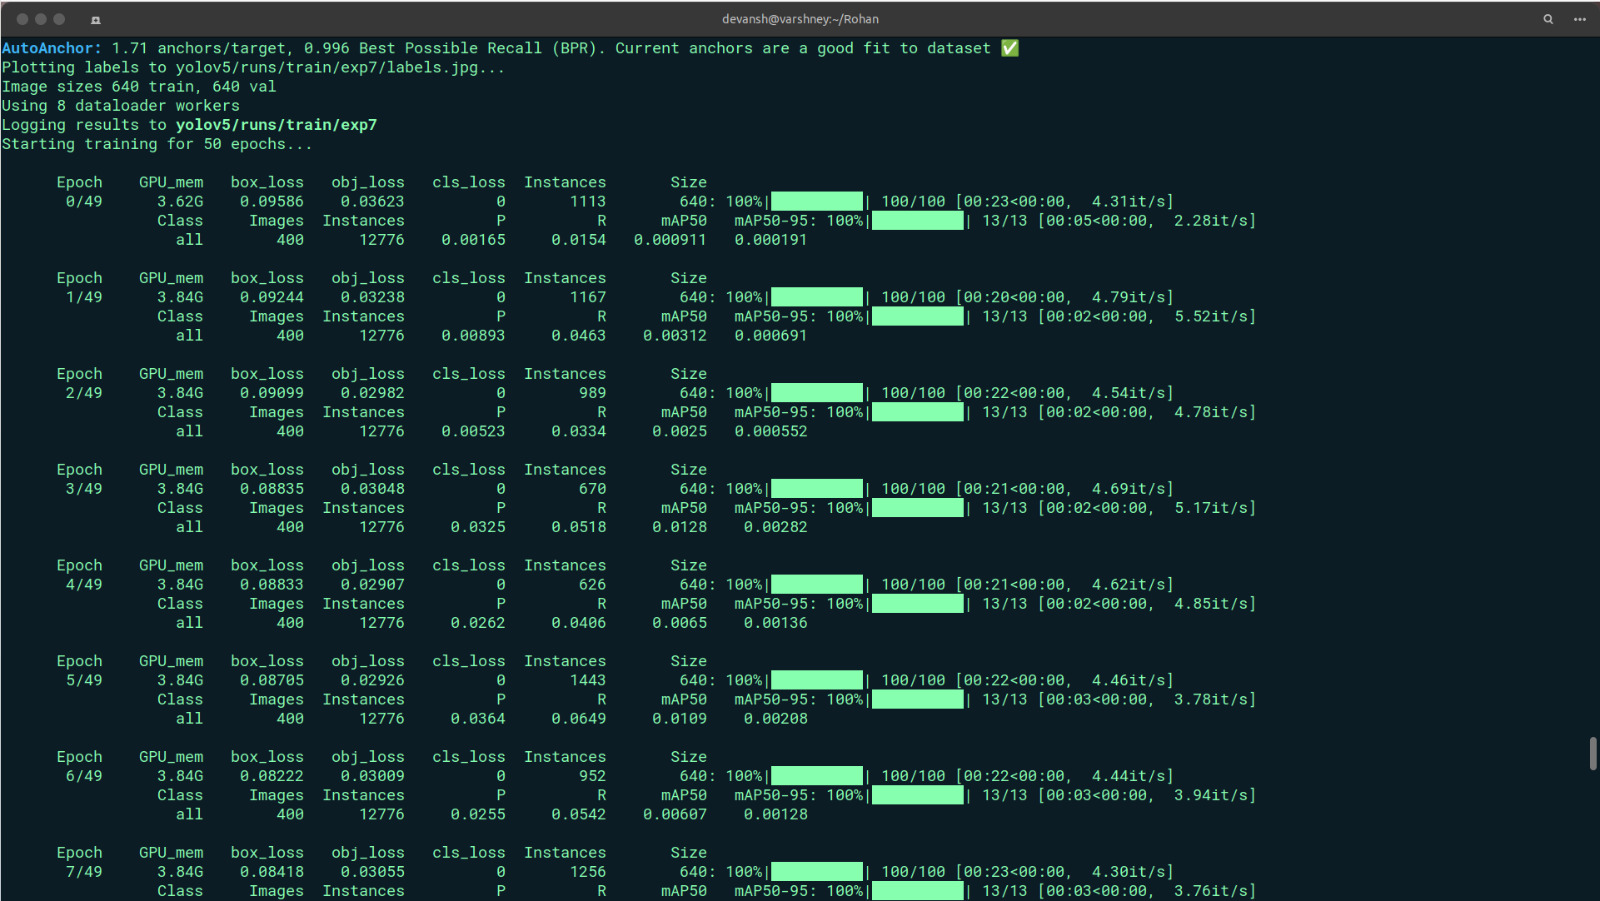 devansh@varshney:~/Rohan
AutoAnchor: 1.71 anchors/target, 0.996 Best Possible Recall (BPR). Current anchors are a good fit to dataset ✅
Plotting labels to yolov5/runs/train/exp7/labels.jpg...
Image sizes 640 train, 640 val
Using 8 dataloader workers
Logging results to yolov5/runs/train/exp7
Starting training for 50 epochs...
Epoch GPU_mem box_loss obj_loss cls_loss Instances Size
0/49 3.62G 0.09586 0.03623 0 1113 640: 100%|██████████| 100/100 [00:23<00:00, 4.31it/s]
Class Images Instances P R mAP50 mAP50-95: 100%|██████████| 13/13 [00:05<00:00, 2.28it/s]
all 400 12776 0.00165 0.0154 0.000911 0.000191
Epoch GPU_mem box_loss obj_loss cls_loss Instances Size
1/49 3.84G 0.09244 0.03238 0 1167 640: 100%|██████████| 100/100 [00:20<00:00, 4.79it/s]
Class Images Instances P R mAP50 mAP50-95: 100%|██████████| 13/13 [00:02<00:00, 5.52it/s]
all 400 12776 0.00893 0.0463 0.00312 0.000691
Epoch GPU_mem box_loss obj_loss cls_loss Instances Size
2/49 3.84G 0.09099 0.02982 0 989 640: 100%|██████████| 100/100 [00:22<00:00, 4.54it/s]
Class Images Instances P R mAP50 mAP50-95: 100%|██████████| 13/13 [00:02<00:00, 4.78it/s]
all 400 12776 0.00523 0.0334 0.0025 0.000552
Epoch GPU_mem box_loss obj_loss cls_loss Instances Size
3/49 3.84G 0.08835 0.03048 0 670 640: 100%|██████████| 100/100 [00:21<00:00, 4.69it/s]
Class Images Instances P R mAP50 mAP50-95: 100%|██████████| 13/13 [00:02<00:00, 5.17it/s]
all 400 12776 0.0325 0.0518 0.0128 0.00282
Epoch GPU_mem box_loss obj_loss cls_loss Instances Size
4/49 3.84G 0.08833 0.02907 0 626 640: 100%|██████████| 100/100 [00:21<00:00, 4.62it/s]
Class Images Instances P R mAP50 mAP50-95: 100%|██████████| 13/13 [00:02<00:00, 4.85it/s]
all 400 12776 0.0262 0.0406 0.0065 0.00136
Epoch GPU_mem box_loss obj_loss cls_loss Instances Size
5/49 3.84G 0.08705 0.02926 0 1443 640: 100%|██████████| 100/100 [00:22<00:00, 4.46it/s]
Class Images Instances P R mAP50 mAP50-95: 100%|██████████| 13/13 [00:03<00:00, 3.78it/s]
all 400 12776 0.0364 0.0649 0.0109 0.00208
Epoch GPU_mem box_loss obj_loss cls_loss Instances Size
6/49 3.84G 0.08222 0.03009 0 952 640: 100%|██████████| 100/100 [00:22<00:00, 4.44it/s]
Class Images Instances P R mAP50 mAP50-95: 100%|██████████| 13/13 [00:03<00:00, 3.94it/s]
all 400 12776 0.0255 0.0542 0.00607 0.00128
Epoch GPU_mem box_loss obj_loss cls_loss Instances Size
7/49 3.84G 0.08418 0.03055 0 1256 640: 100%|██████████| 100/100 [00:23<00:00, 4.30it/s]
Class Images Instances P R mAP50 mAP50-95: 100%|██████████| 13/13 [00:03<00:00, 3.76it/s]